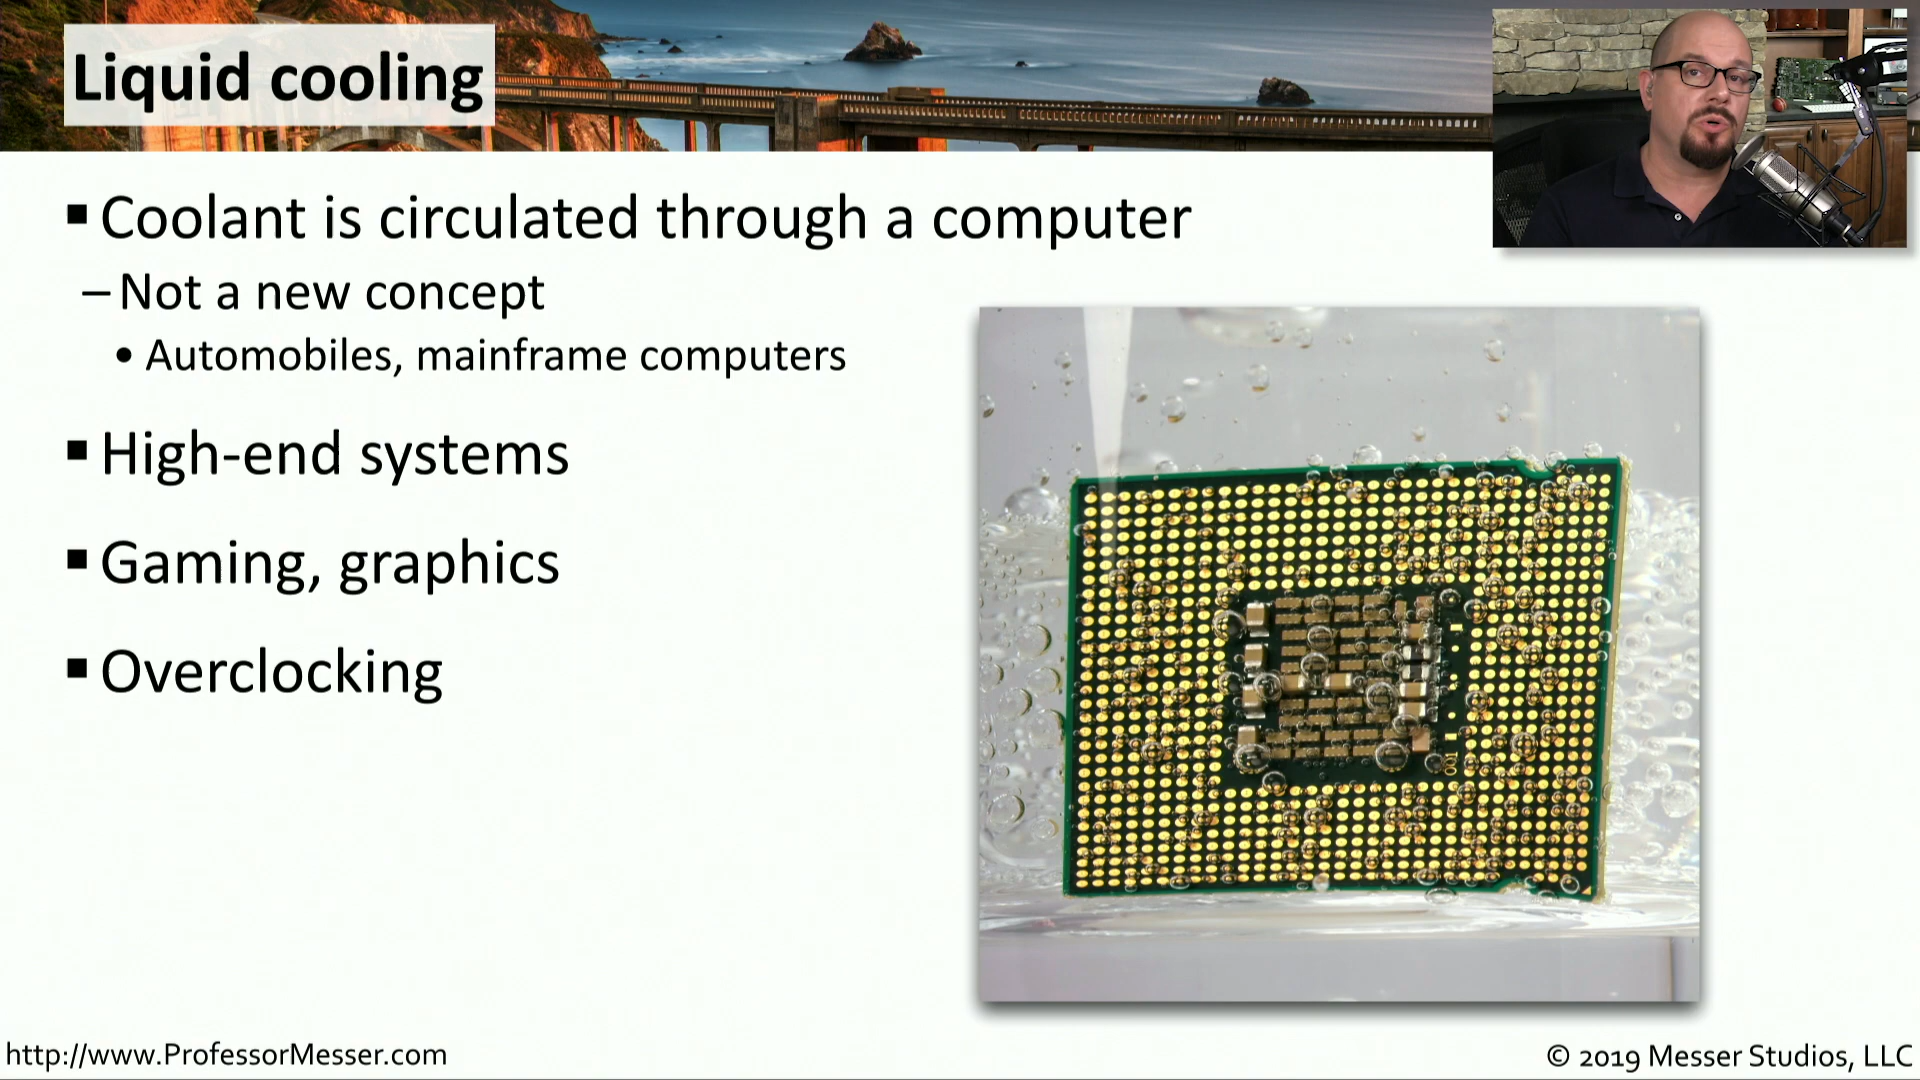 Liquid cooling
▪ Coolant is circulated through a computer
– Not a new concept
• Automobiles, mainframe computers
▪ High-end systems
▪ Gaming, graphics
▪ Overclocking
http://www.ProfessorMesser.com
© 2019 Messer Studios, LLC